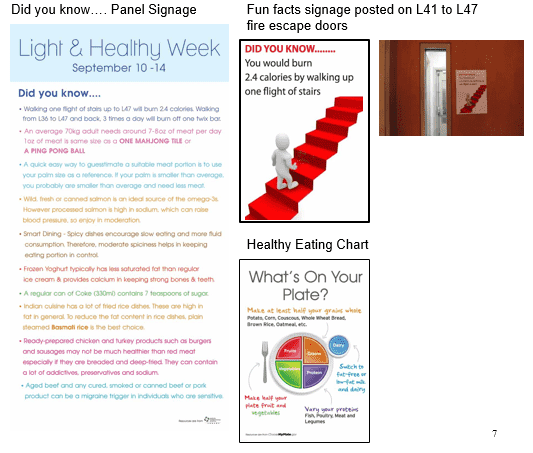 Did you know…. Panel Signage
Light & Healthy Week
September 10 -14
Did you know....
• Walking one flight of stairs up to L47 will burn 2.4 calories. Walking
from L36 to L47 and back, 3 times a day will burn off one twix bar.
• An average 70kg adult needs around 7-8oz of meat per day
1oz of meat is same size as a ONE MAHJONG TILE or
A PING PONG BALL
• A quick easy way to guesstimate a suitable meat portion is to use
your palm size as a reference. If your palm is smaller than average,
you probably are smaller than average and need less meat.
• Wild, fresh or canned salmon is an ideal source of the omega-3s.
However processed salmon is high in sodium, which can raise
blood pressure, so enjoy in moderation.
• Smart Dining - Spicy dishes encourage slow eating and more fluid
consumption. Therefore, moderate spiciness helps in keeping
eating portion in control.
• Frozen Yoghurt typically has less saturated fat than regular
ice cream & provides calcium in keeping strong bones & teeth.
• A regular can of Coke (330ml) contains 7 teaspoons of sugar.
• Indian cuisine has a lot of fried rice dishes. These are high in
fat in general. To reduce the fat content in rice dishes, plain
steamed Basmati rice is the best choice.
• Ready-prepared chicken and turkey products such as burgers
and sausages may not be much healthier than red meat
especially if they are breaded and deep-fried. They can contain
a lot of addictives, preservatives and sodium.
• Aged beef and any cured, smoked or canned beef or pork
product can be a migraine trigger in individuals who are sensitive.
Fun facts signage posted on L41 to L47
fire escape doors
DID YOU KNOW........
You would burn
2.4 calories by walking up
one flight of stairs
Healthy Eating Chart
What's On Your
Plate?
Make at least half your grains whole
Potato, Corn, Couscous, Whole Wheat Bread,
Brown Rice, Oatmeal, etc.
Dairy
Fruits
Grains
Vegetables
Protein
Switch to
fat-free or
low-fat milk
and dairy
Make half your
plate fruit and
vegetables
Vary your proteins
Fish, Poultry, Meat and
Legumes
7